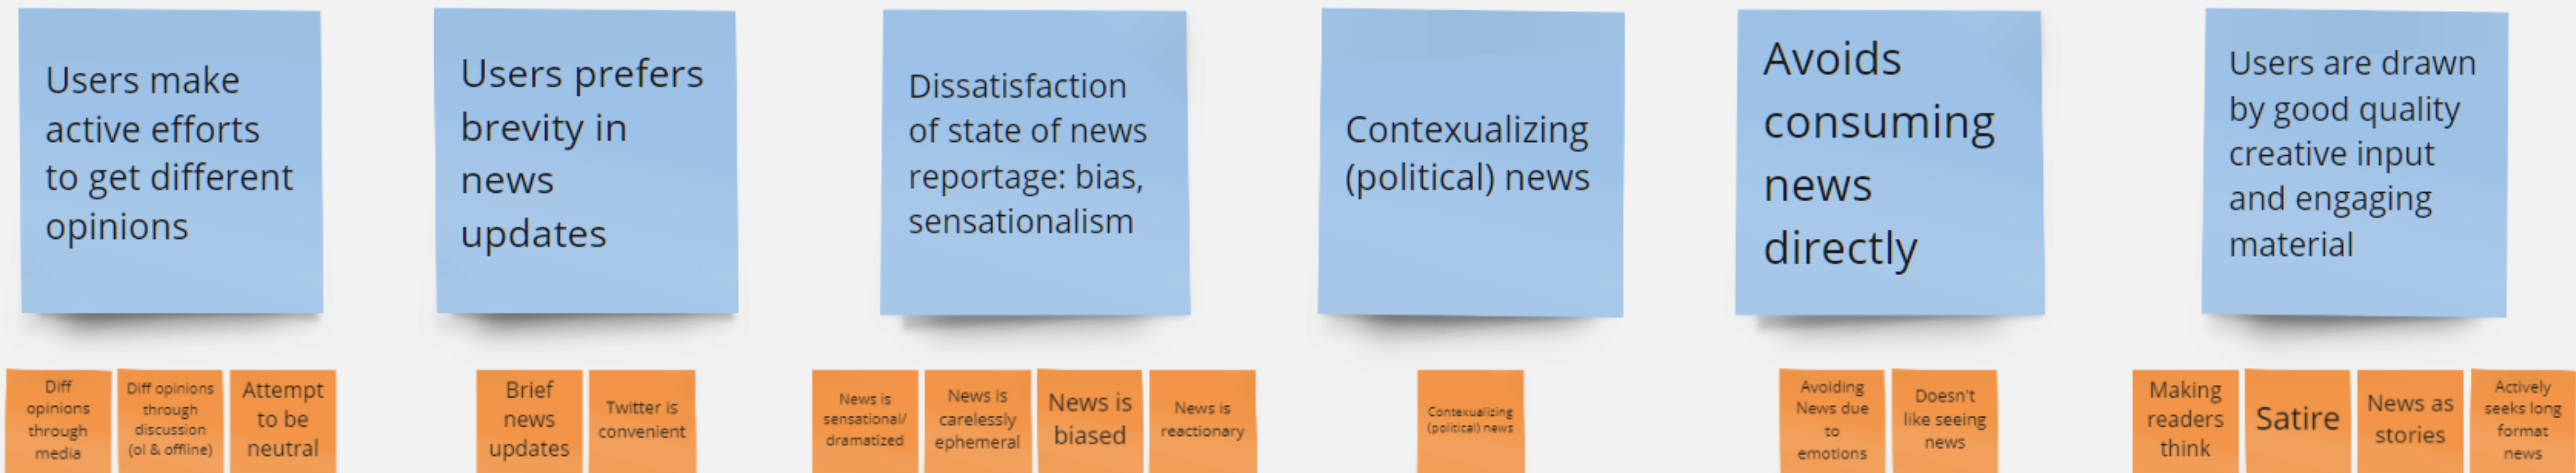 Users make
active efforts
to get different
opinions
Users prefers
brevity in
news
updates
Dissatisfaction
of state of news
reportage: bias,
sensationalism
Contexualizing
(political) news
Avoids
consuming
news
directly
Users are drawn
by good quality
creative input
and engaging
material
Diff
opinions
through
media
Diff opinions
through
discussion
(ol & offline)
Attempt
to be
neutral
Brief
news
updates
Twitter is
convenient
News is
sensational/
dramatized
News is
carelessly
ephemeral
News is
biased
News is
reactionary
Contexualizing
(political) news
Avoiding
News due
to
emotions
Doesn't
like seeing
news
Making
readers
think
Satire
News as
stories
Actively
seeks long
format
news